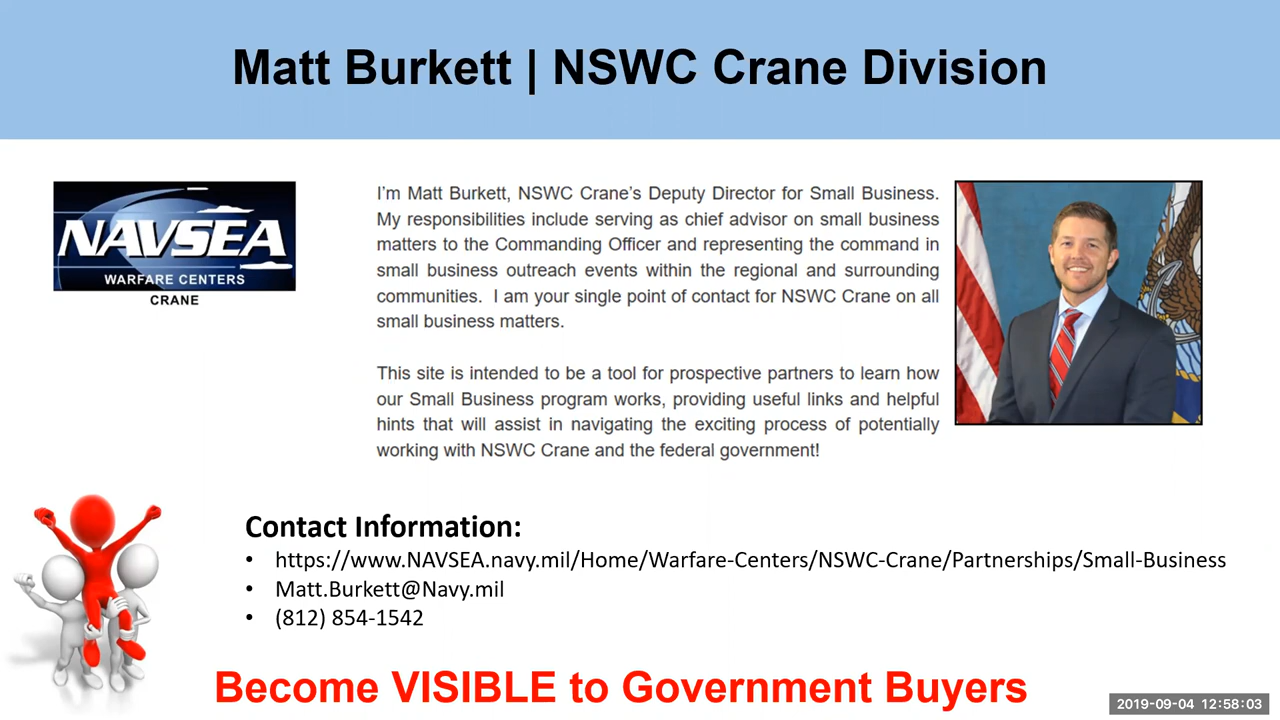 Matt Burkett | NSWC Crane Division
NAVSEA
WARFARE CENTERS
CRANE
I'm Matt Burkett, NSWC Crane's Deputy Director for Small Business.
My responsibilities include serving as chief advisor on small business
matters to the Commanding Officer and representing the command in
small business outreach events within the regional and surrounding
communities.  I am your single point of contact for NSWC Crane on all
small business matters.
This site is intended to be a tool for prospective partners to learn how
our Small Business program works, providing useful links and helpful
hints that will assist in navigating the exciting process of potentially
working with NSWC Crane and the federal government!
Contact Information:
• https://www.NAVSEA.navy.mil/Home/Warfare-Centers/NSWC-Crane/Partnerships/Small-Business
• Matt.Burkett@Navy.mil
• (812) 854-1542
Become VISIBLE to Government Buyers
2019-09-04 12:58:03